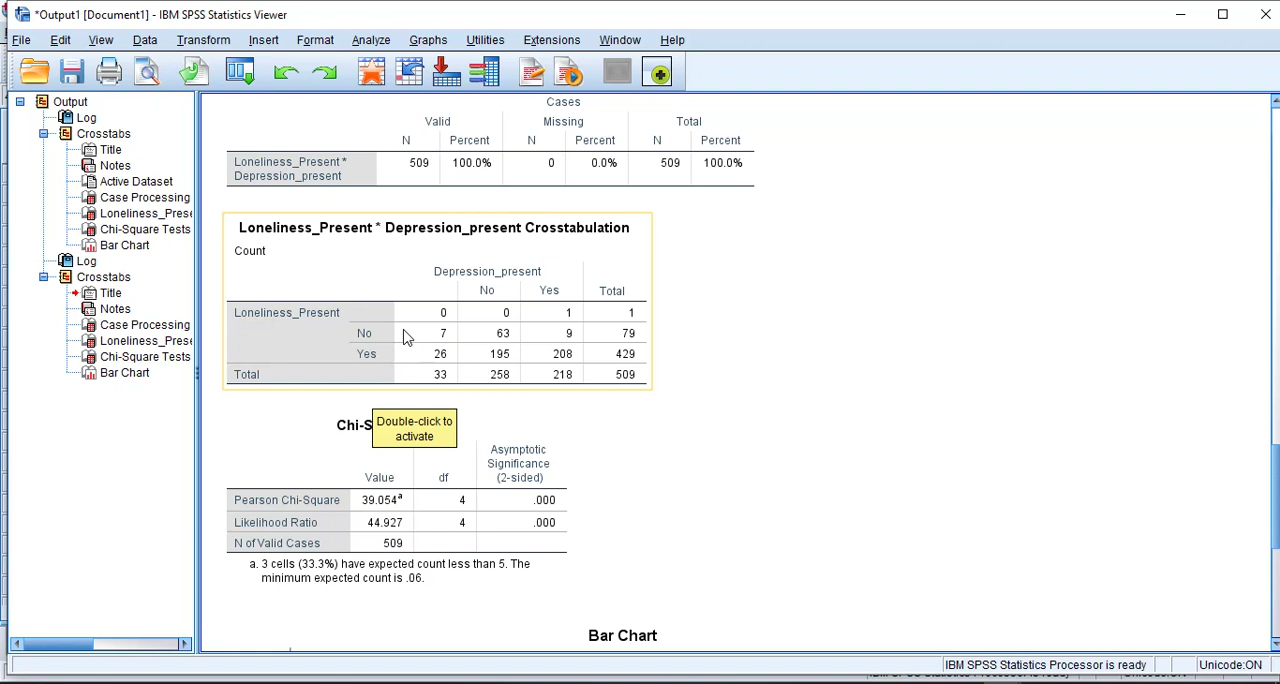 *Output1 [Document1] - IBM SPSS Statistics Viewer
File Edit View Data Transform Insert Format Analyze Graphs Utilities Extensions Window Help
Output
Log
Crosstabs
Title
Notes
Active Dataset
Case Processing
Loneliness_Prese
Chi-Square Tests
Bar Chart
Log
Crosstabs
Title
Notes
Case Processing
Loneliness_Prese
Chi-Square Tests
Bar Chart
Cases
Valid Missing Total
N Percent N Percent N Percent
Loneliness_Present * 509 100.0% 0 0.0% 509 100.0%
Depression_present
Loneliness_Present * Depression_present Crosstabulation
Count
Depression_present
No Yes Total
Loneliness_Present 0 0 1 1
No 7 63 9 79
Yes 26 195 208 429
Total 33 258 218 509
Chi-S
Double-click to
activate
Asymptotic
Significance
(2-sided)
Value df
Pearson Chi-Square 39.054a 4 .000
Likelihood Ratio 44.927 4 .000
N of Valid Cases 509
a. 3 cells (33.3%) have expected count less than 5. The
minimum expected count is .06.
Bar Chart
IBM SPSS Statistics Processor is ready Unicode:ON